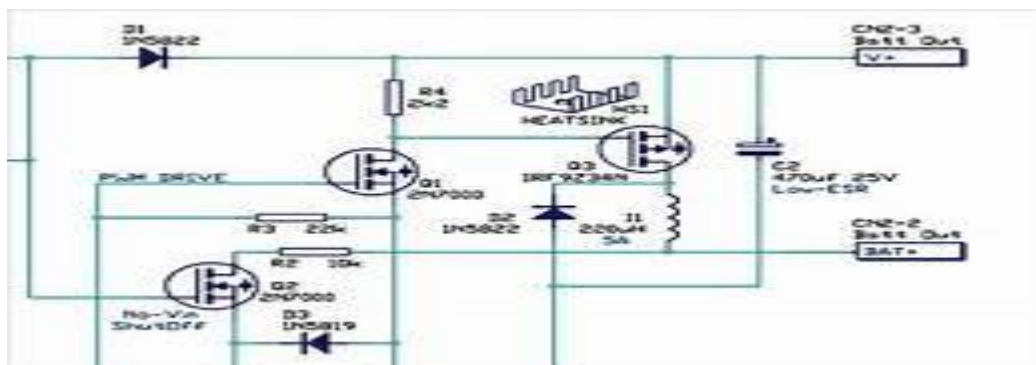 D1
1N5822
CN2-3
Batt Out
V+
R4
2k2
HS1
HEATSINK
Q3
IRF9Z34N
C2
470uF 25V
Low-ESR
PWM DRIVE
Q1
2N7000
D2
1N5822
J1
220uH
5A
R3 22k
CN2-2
Batt Out
BAT+
R2 10k
Q2
2N7000
No-Vin
ShutOff
D3
1N5819